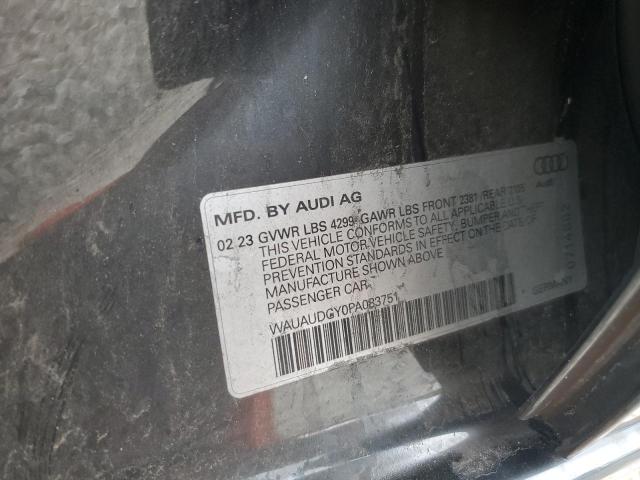 MFD. BY AUDI AG
02 23 GVWR LBS 4299 GAWR LBS FRONT 2381 /REAR
THIS VEHICLE CONFORMS TO ALL APPLICABLE
FEDERAL MOTOR VEHICLE SAFETY, BUMPER AND THEFT
PREVENTION STANDARDS IN EFFECT ON THE DATE OF
MANUFACTURE SHOWN ABOVE
PASSENGER CAR
WAUAUDGY0PA083751
Audi
GERMANY